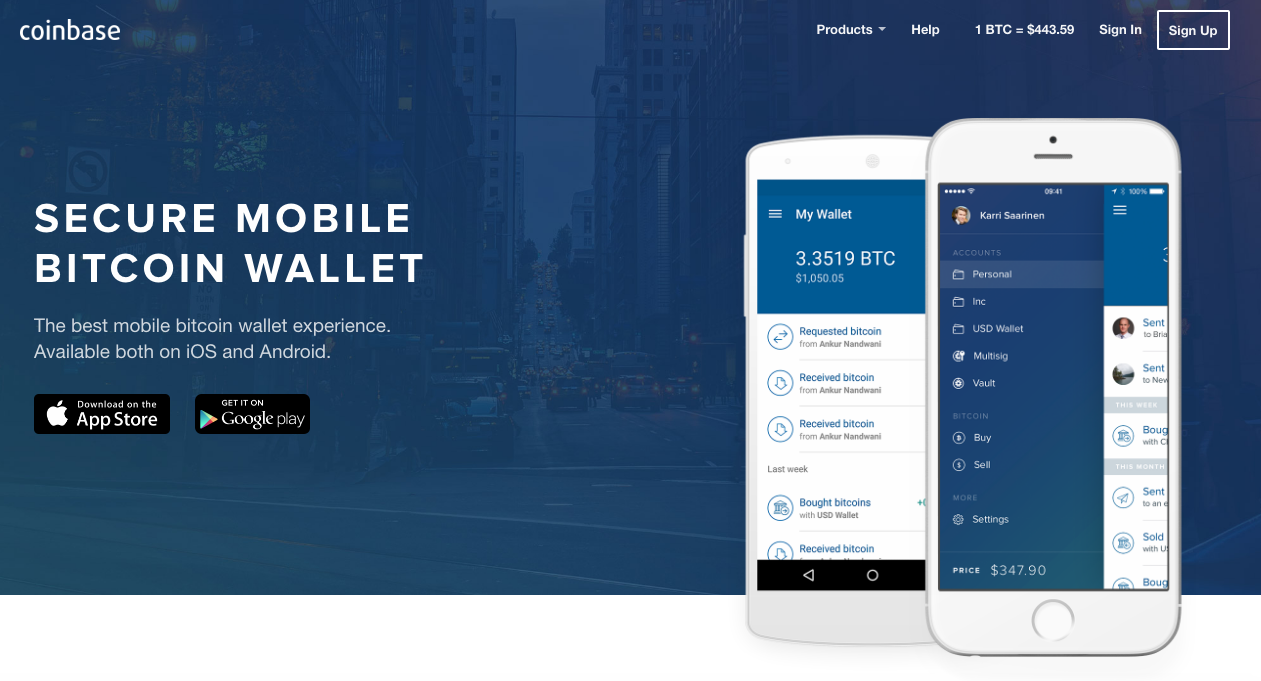 coinbase
Products
Help
1 BTC = $443.59
Sign In
Sign Up
SECURE MOBILE
BITCOIN WALLET
The best mobile bitcoin wallet experience.
Available both on iOS and Android.
Download on the
App Store
GET IT ON
Google play
My Wallet
3.3519 BTC
$1,050.05
Requested bitcoin
from Ankur Nandwani
Received bitcoin
from Ankur Nandwani
Received bitcoin
from Ankur Nandwani
Last week
Bought bitcoins
with USD Wallet
Received bitcoin
09:41
100%
Karri Saarinen
ACCOUNTS
Personal
Inc
USD Wallet
Multisig
Vault
BITCOIN
Buy
Sell
MORE
Settings
PRICE $347.90
Sent
to Bria
Sent
to New
THIS WEEK
Boug
with Ch
THIS MONTH
Sent
to an e
Sold
with US
Boug